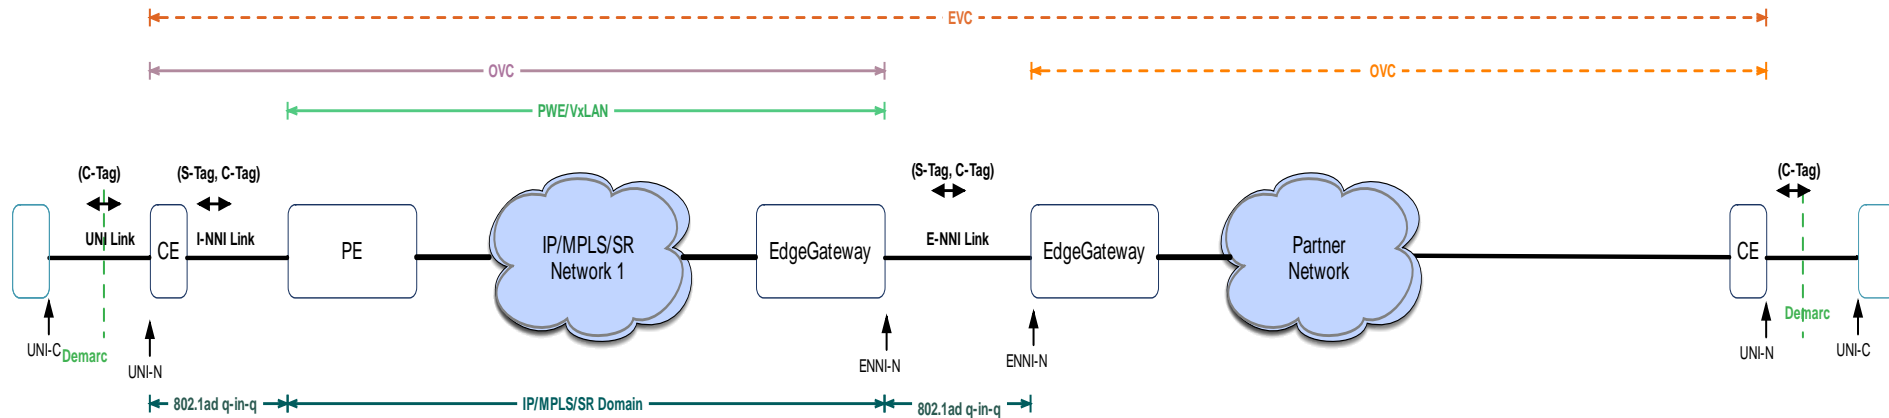 EVC
OVC
OVC
PWE/VxLAN
(C-Tag)
(S-Tag, C-Tag)
(S-Tag, C-Tag)
(C-Tag)
UNI Link
CE
I-NNI Link
PE
IP/MPLS/SR
Network 1
EdgeGateway
E-NNI Link
EdgeGateway
Partner
Network
CE
UNI-C
Demarc
UNI-N
ENNI-N
ENNI-N
UNI-N
Demarc
UNI-C
802.1ad q-in-q
IP/MPLS/SR Domain
802.1ad q-in-q